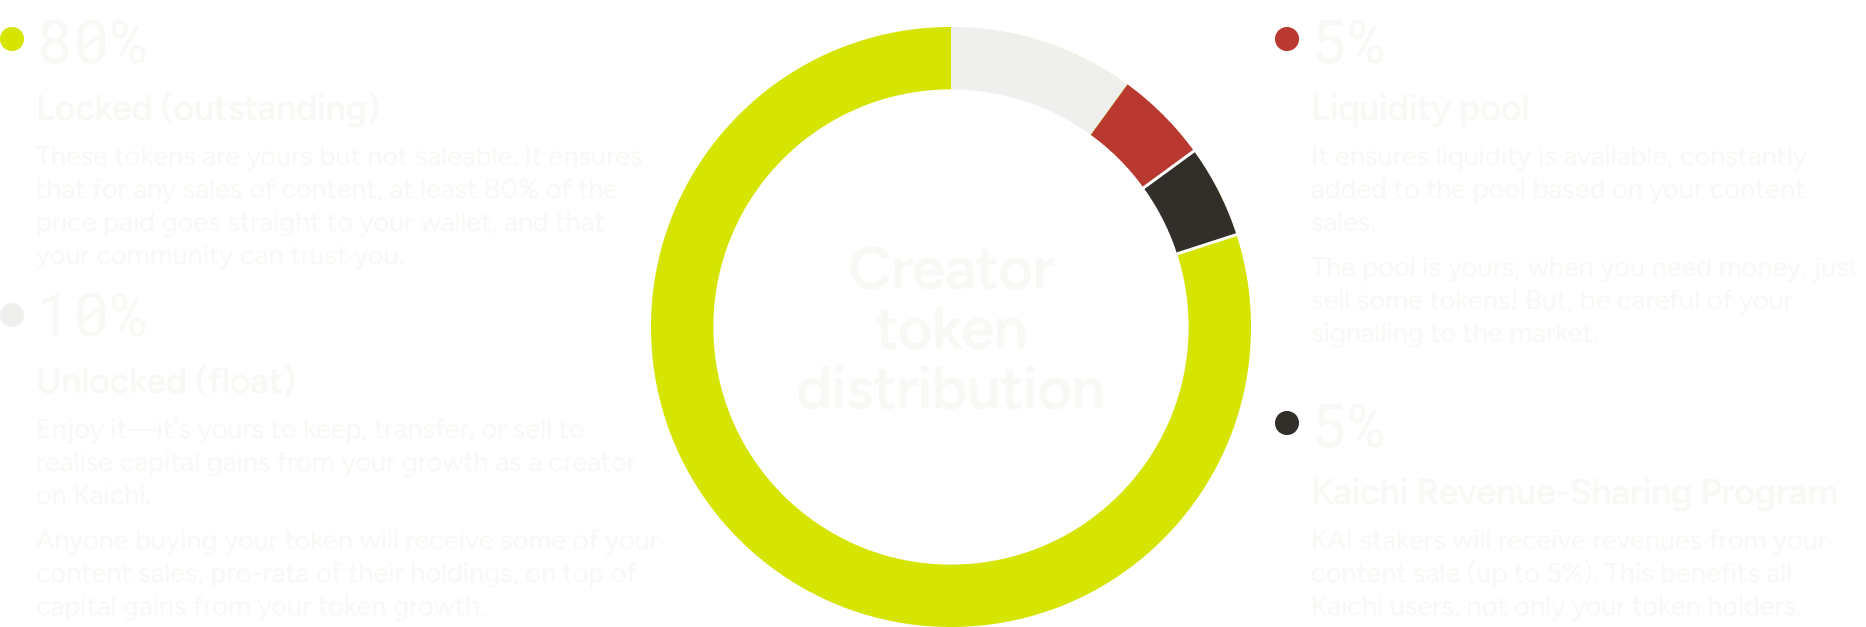 80%
Locked (outstanding)
These tokens are yours but not saleable. It ensures
that for any sales of content, at least 80% of the
price paid goes straight to your wallet, and that
your community can trust you.
10%
Unlocked (float)
Enjoy it—it's yours to keep, transfer, or sell to
realise capital gains from your growth as a creator
on Kaichi.
Anyone buying your token will receive some of your
content sales, pro-rata of their holdings, on top of
capital gains from your token growth.
Creator
token
distribution
5%
Liquidity pool
It ensures liquidity is available, constantly
added to the pool based on your content
sales.
The pool is yours; when you need money, just
sell some tokens! But, be careful of your
signalling to the market.
5%
Kaichi Revenue-Sharing Program
KAI stakers will receive revenues from your
content sale (up to 5%). This benefits all
Kaichi users, not only your token holders.